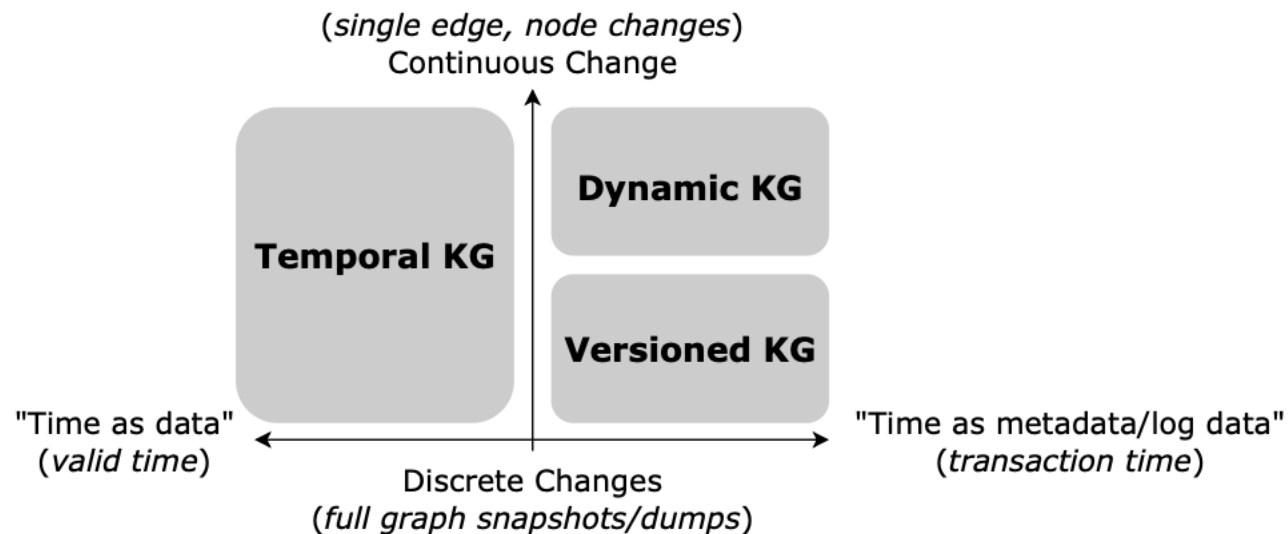 (single edge, node changes)
Continuous Change
Dynamic KG
Temporal KG
Versioned KG
"Time as data"
(valid time)
"Time as metadata/log data"
(transaction time)
Discrete Changes
(full graph snapshots/dumps)